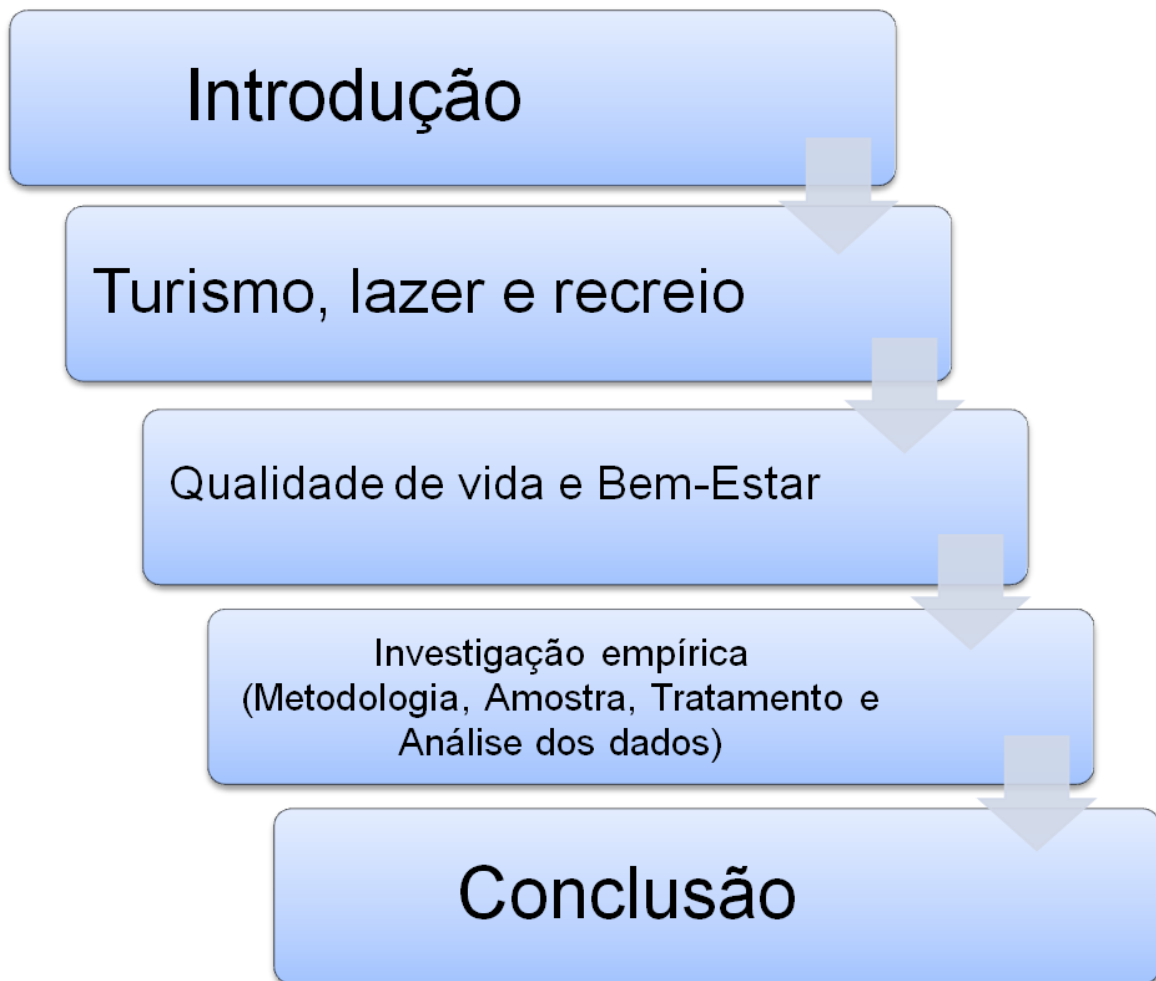 Introdução
Turismo, lazer e recreio
Qualidade de vida e Bem-Estar
Investigação empírica
(Metodologia, Amostra, Tratamento e
Análise dos dados)
Conclusão